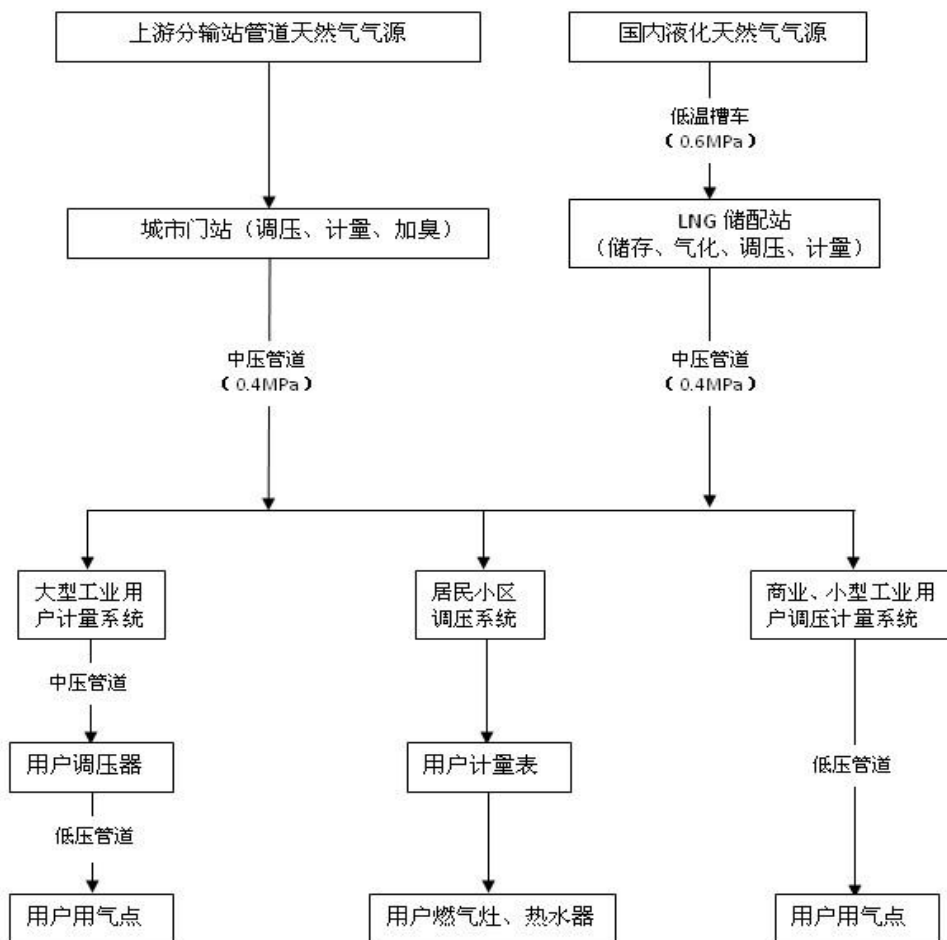 上游分输站管道天然气气源
国内液化天然气气源
低温槽车
（0.6MPa）
城市门站（调压、计量、加臭）
LNG 储配站
（储存、气化、调压、计量）
中压管道
（0.4MPa）
中压管道
（0.4MPa）
大型工业用
户计量系统
居民小区
调压系统
商业、小型工业用
户调压计量系统
中压管道
用户调压器
用户计量表
低压管道
低压管道
用户用气点
用户燃气灶、热水器
用户用气点